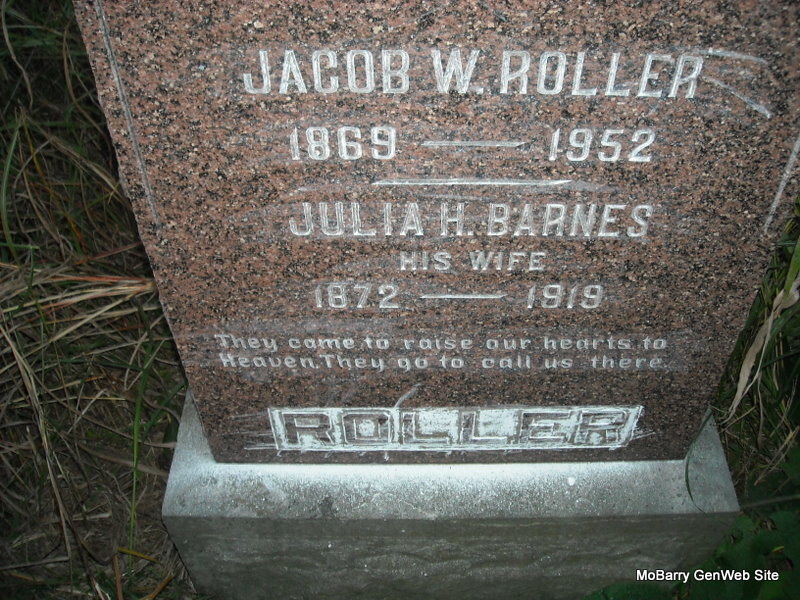 JACOB W. ROLLER
1869 — 1952
JULIA H. BARNES
HIS WIFE
1872 — 1919
They came to raise our hearts to
Heaven. They go to call us there.
ROLLER
MoBarry GenWeb Site